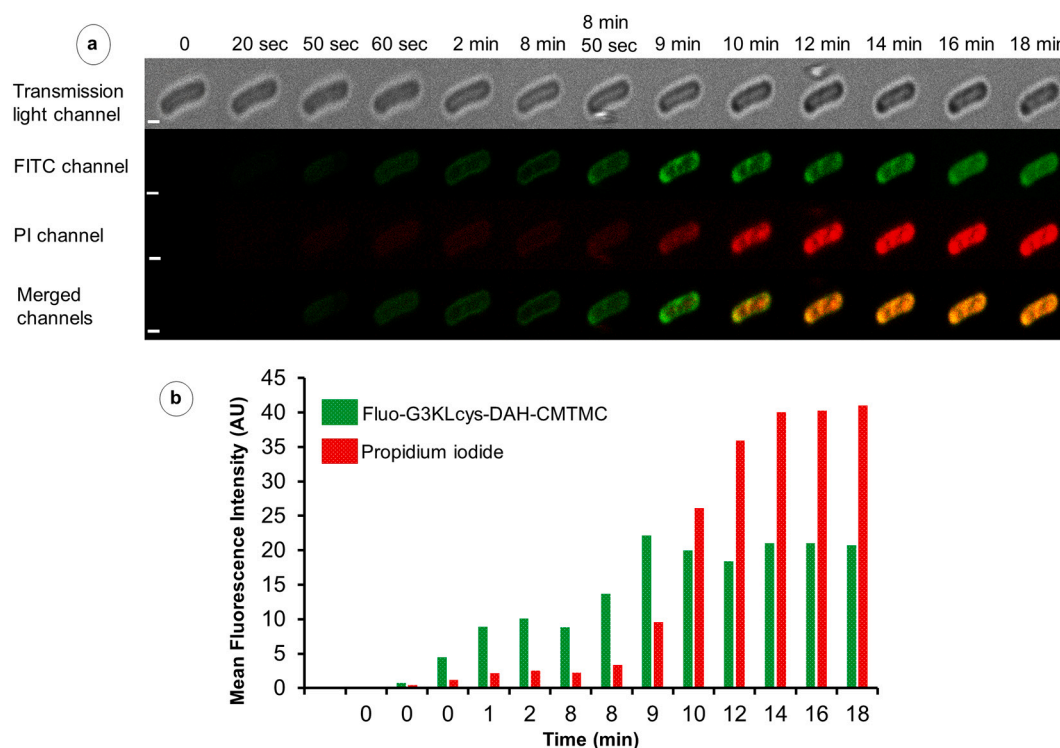 a
0 20 sec 50 sec 60 sec 2 min 8 min 8 min 50 sec 9 min 10 min 12 min 14 min 16 min 18 min
Transmission
light channel
FITC channel
PI channel
Merged
channels
b
Mean Fluorescence Intensity (AU)
45
40
35
30
25
20
15
10
5
0
Fluo-G3KLcys-DAH-CMTMC
Propidium iodide
0 0 0 1 2 8 8 9 10 12 14 16 18
Time (min)